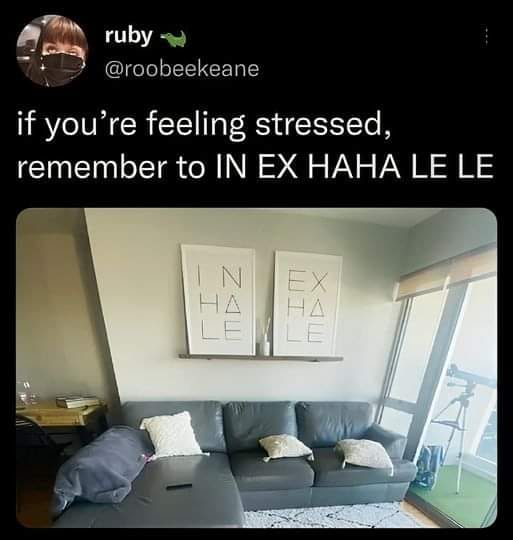 ruby
@roobeekeane
if you're feeling stressed,
remember to IN EX HAHA LE LE
IN
HA
LE
EX
HA
LE